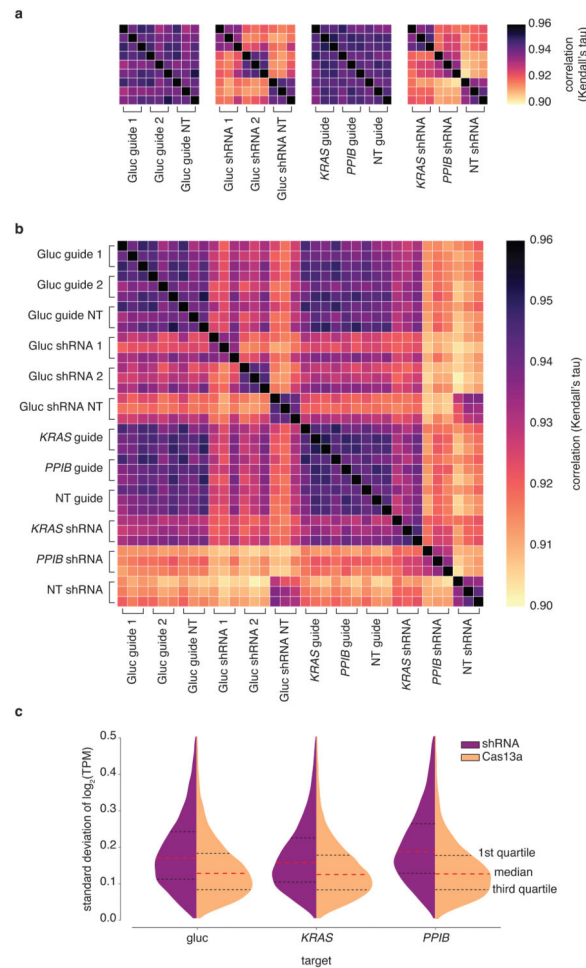 a
0.96
0.94
0.92
0.90
correlation
(Kendall's tau)
Gluc guide 1
Gluc guide 2
Gluc guide NT
Gluc shRNA 1
Gluc shRNA 2
Gluc shRNA NT
KRAS guide
PPIB guide
NT guide
KRAS shRNA
PPIB shRNA
NT shRNA
b
Gluc guide 1
Gluc guide 2
Gluc guide NT
Gluc shRNA 1
Gluc shRNA 2
Gluc shRNA NT
KRAS guide
PPIB guide
NT guide
KRAS shRNA
PPIB shRNA
NT shRNA
0.96
0.95
0.94
0.93
0.92
0.91
0.90
correlation (Kendall's tau)
Gluc guide 1
Gluc guide 2
Gluc guide NT
Gluc shRNA 1
Gluc shRNA 2
Gluc shRNA NT
KRAS guide
PPIB guide
NT guide
KRAS shRNA
PPIB shRNA
NT shRNA
c
standard deviation of log2(TPM)
0.5
0.4
0.3
0.2
0.1
0.0
shRNA
Cas13a
1st quartile
median
third quartile
gluc
KRAS
PPIB
target